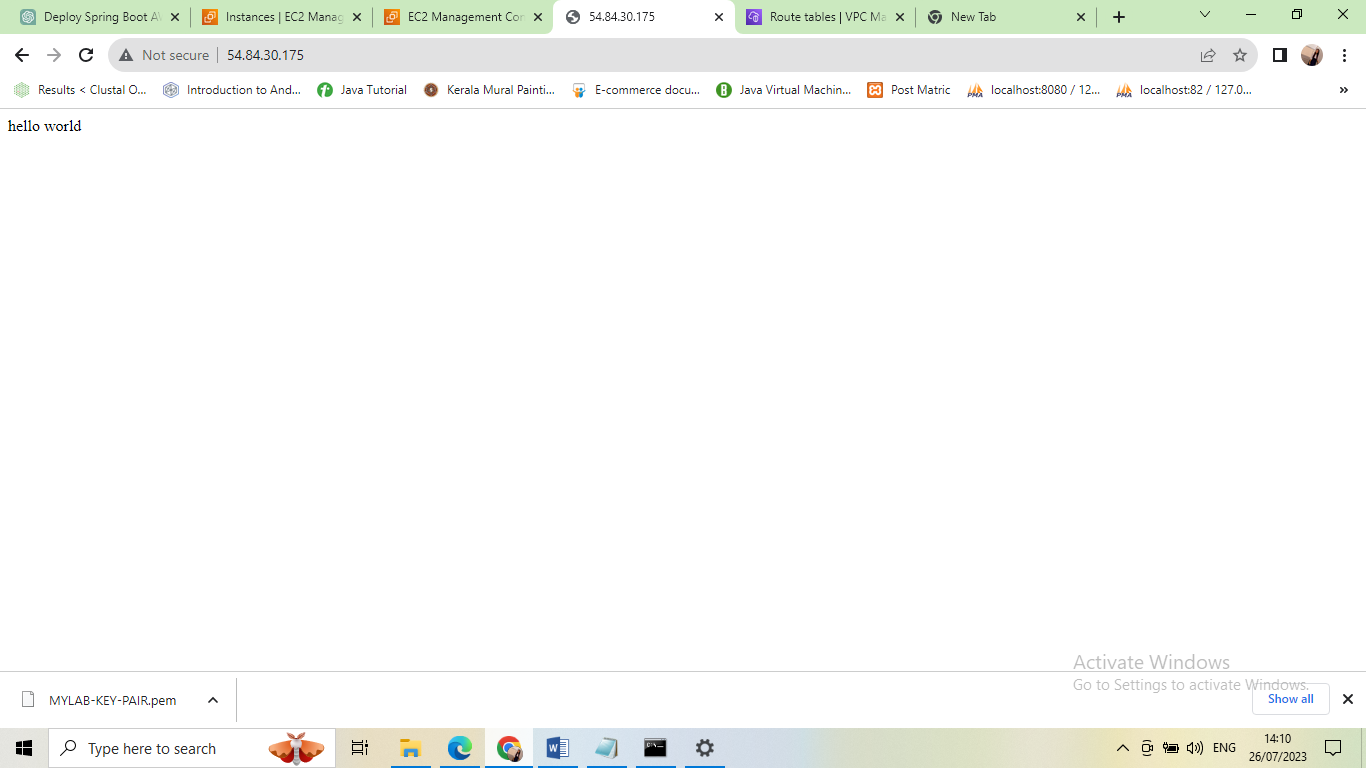 Deploy Spring Boot AW
Instances | EC2 Manag
EC2 Management Con
54.84.30.175
Route tables | VPC Ma
New Tab
Not secure
54.84.30.175
Results < Clustal O...
Introduction to And...
Java Tutorial
Kerala Mural Painti...
E-commerce docu...
Java Virtual Machin...
Post Matric
localhost:8080 / 12...
localhost:82 / 127.0...
»
hello world
Activate Windows
Go to Settings to activate Windows.
MYLAB-KEY-PAIR.pem
Show all
Type here to search
ENG
14:10
26/07/2023